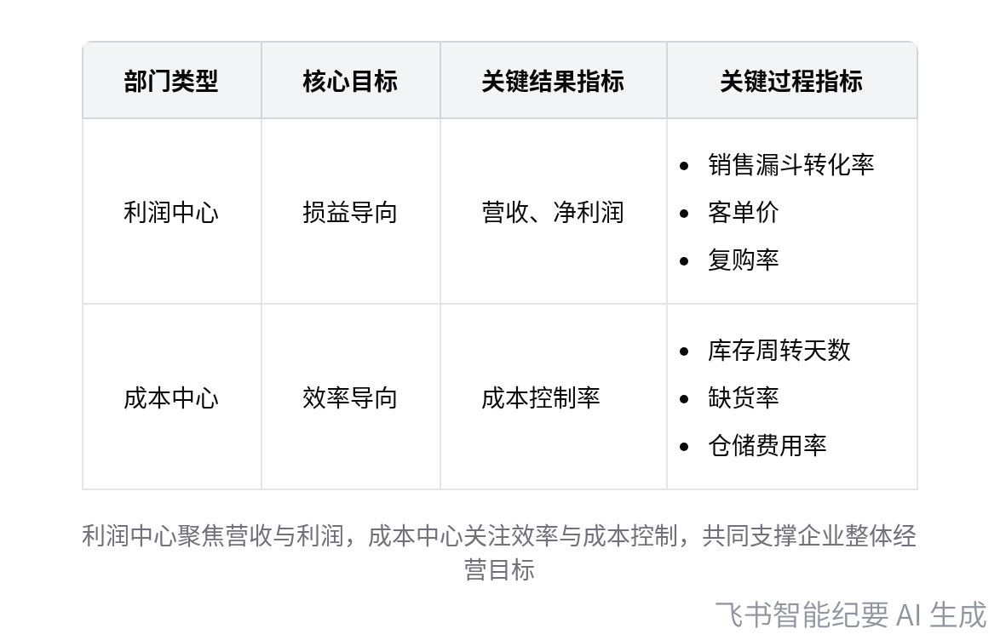 部门类型 核心目标 关键结果指标 关键过程指标
利润中心 损益导向 营收、净利润
• 销售漏斗转化率
• 客单价
• 复购率
成本中心 效率导向 成本控制率
• 库存周转天数
• 缺货率
• 仓储费用率
利润中心聚焦营收与利润，成本中心关注效率与成本控制，共同支撑企业整体经
营目标
飞书智能纪要 AI 生成